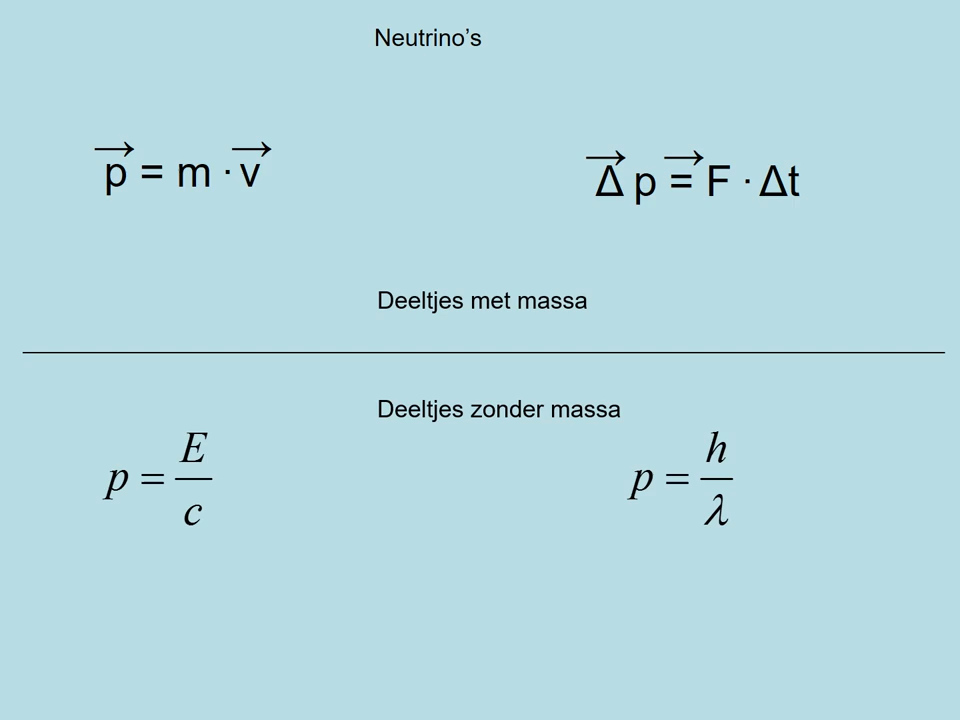 Neutrino’s
→p = m · →v
→Δ p →= F · Δt
Deeltjes met massa
Deeltjes zonder massa
p = E/c
p = h/λ